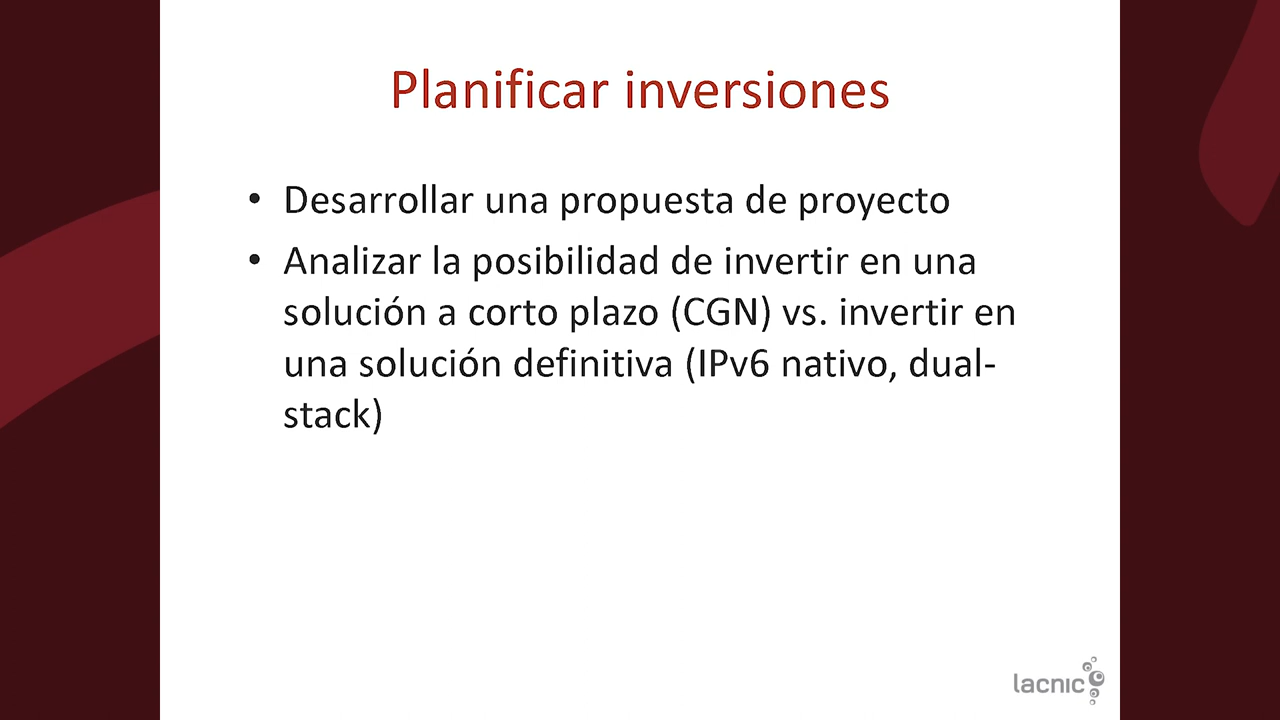 Planificar inversiones
• Desarrollar una propuesta de proyecto
• Analizar la posibilidad de invertir en una
solución a corto plazo (CGN) vs. invertir en
una solución definitiva (IPv6 nativo, dual-
stack)
lacnic